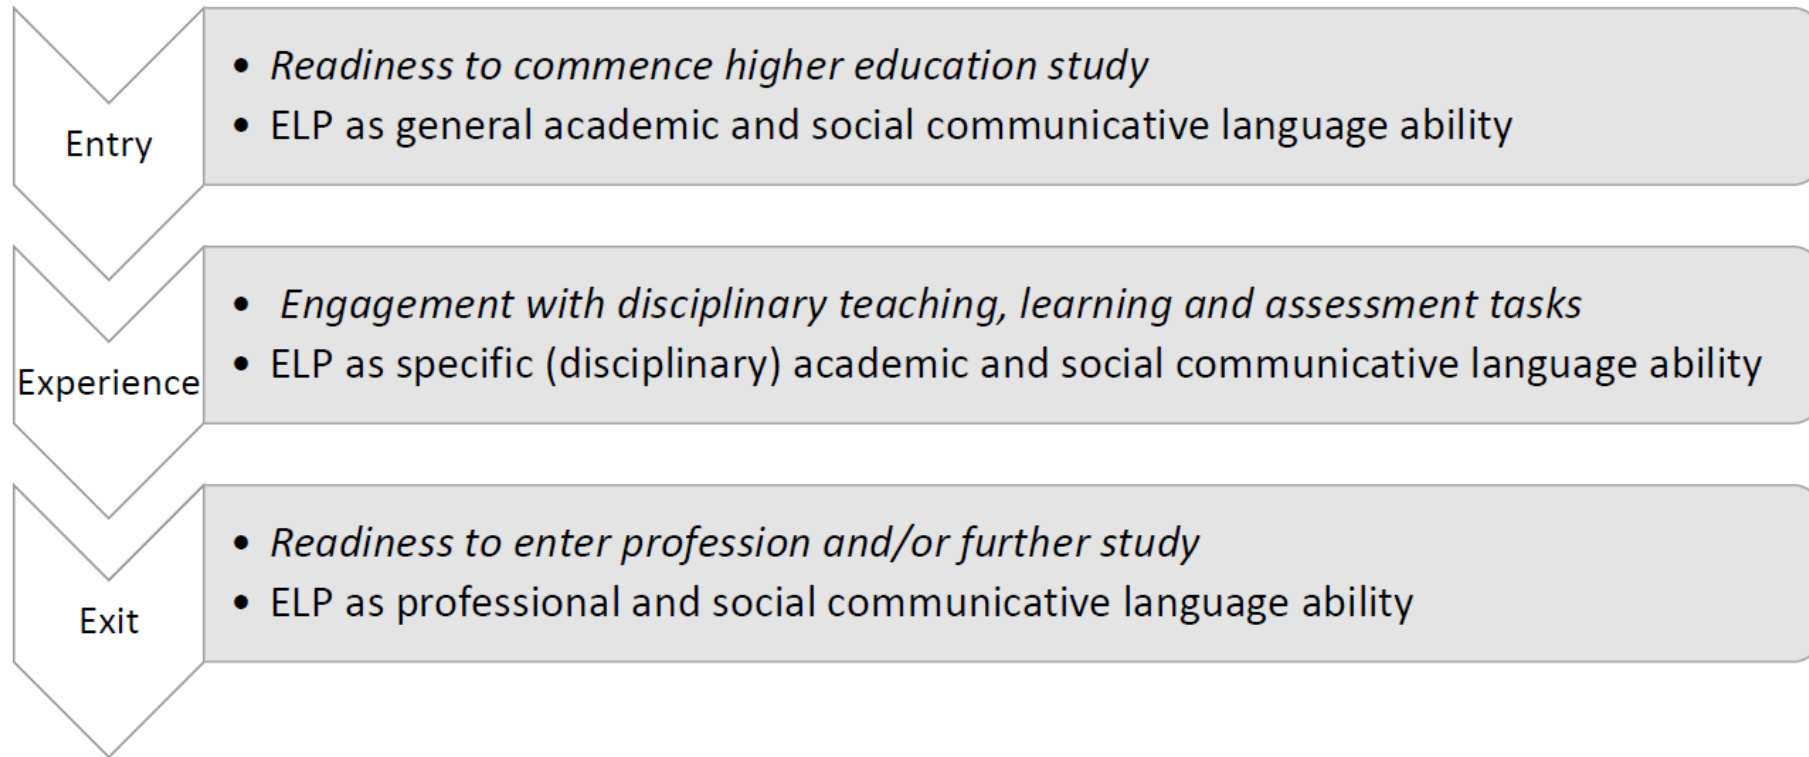 Entry
• Readiness to commence higher education study
• ELP as general academic and social communicative language ability
Experience
• Engagement with disciplinary teaching, learning and assessment tasks
• ELP as specific (disciplinary) academic and social communicative language ability
Exit
• Readiness to enter profession and/or further study
• ELP as professional and social communicative language ability